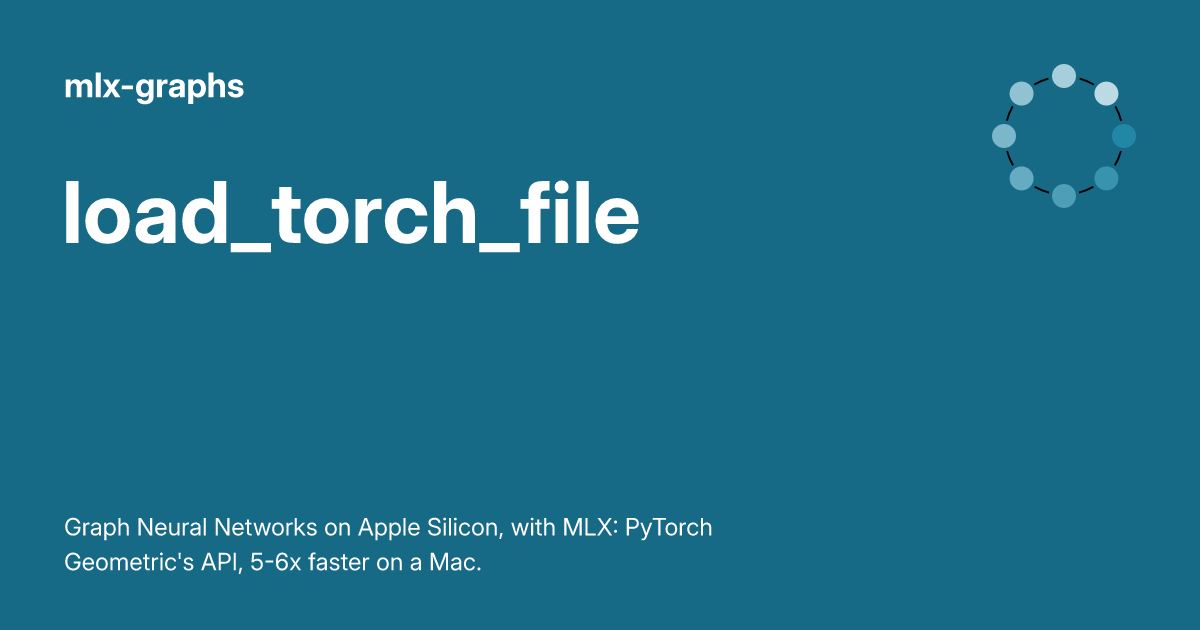 mlx-graphs
load_torch_file
Graph Neural Networks on Apple Silicon, with MLX: PyTorch
Geometric's API, 5-6x faster on a Mac.